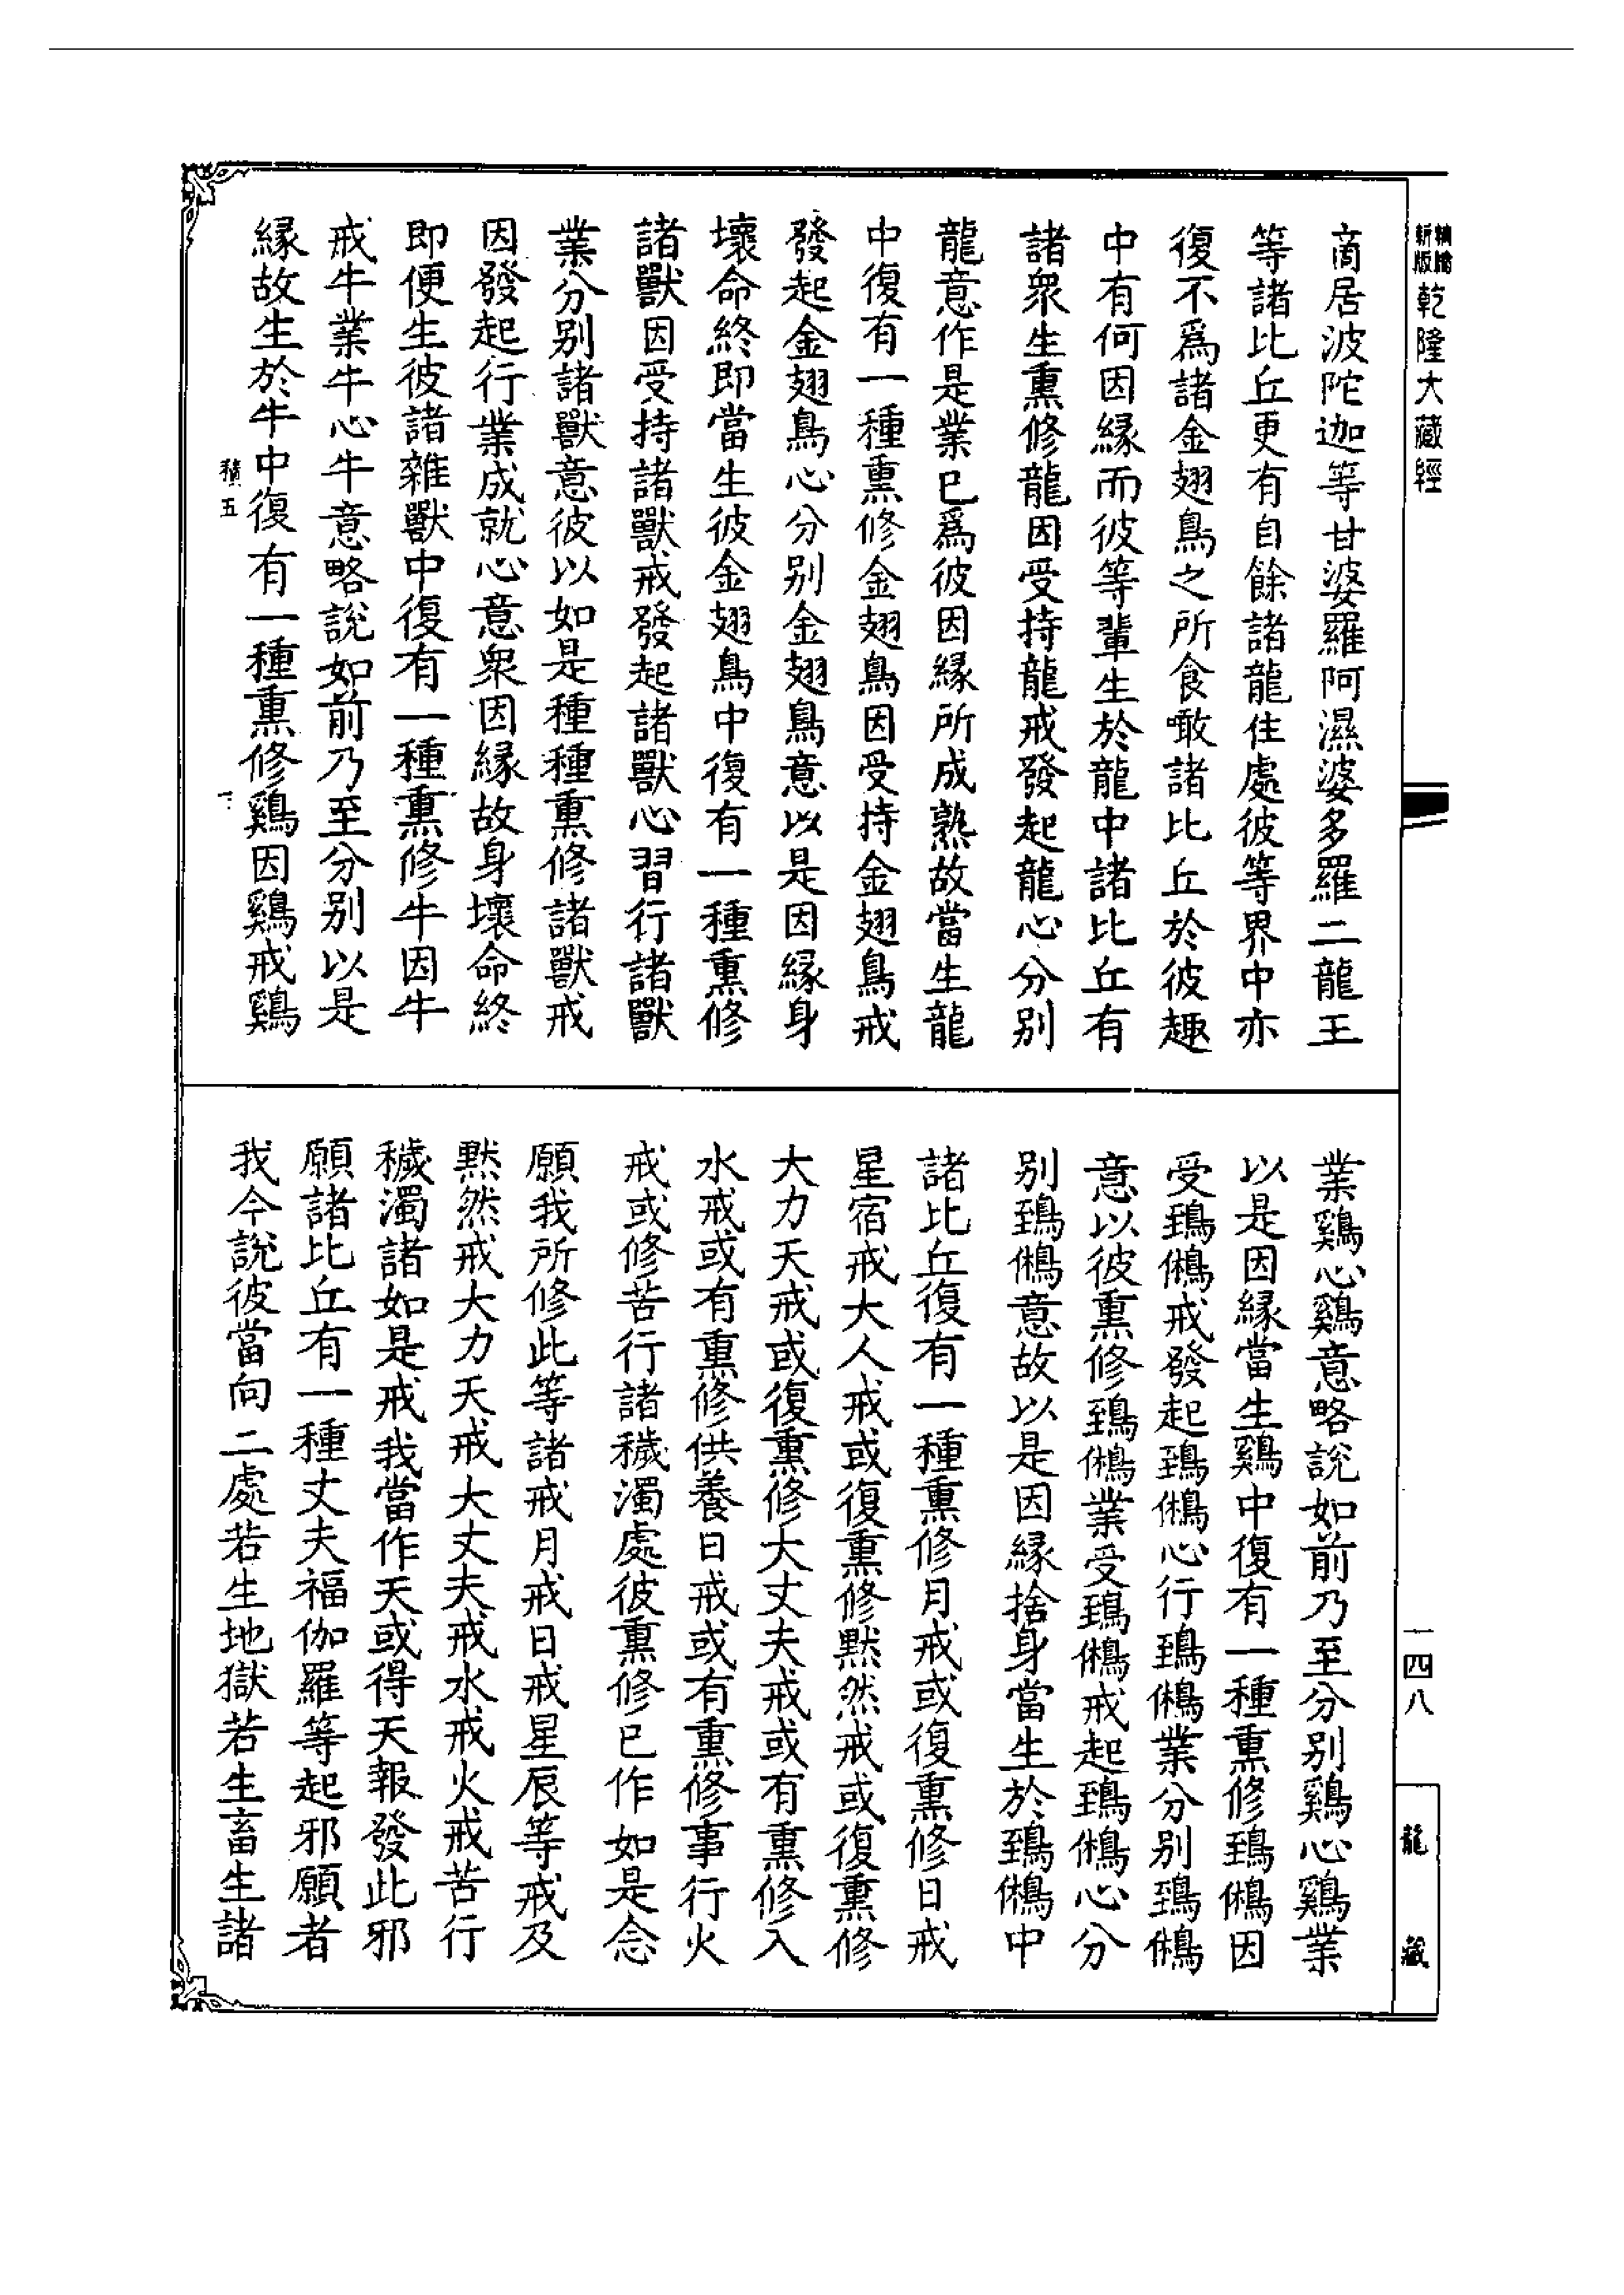 精繕
新版
乾隆大藏經
商居波陀迦等甘婆羅阿濕婆多羅二龍王
等諸比丘更有自餘諸龍住處彼等界中亦
復不爲諸金翅鳥之所食噉諸比丘於彼趣
中有何因緣而彼等輩生於龍中諸比丘有
諸衆生熏修龍因受持龍戒發起龍心分別
龍意作是業已爲彼因緣所成熟故當生龍
中復有一種熏修金翅鳥因受持金翅鳥戒
發起金翅鳥心分別金翅鳥意以是因緣身
壞命終即當生彼金翅鳥中復有一種熏修
諸獸因受持諸獸戒發起諸獸心習行諸獸
業分別諸獸意彼以如是種種熏修諸獸戒
因發起行業成就心意衆因緣故身壞命終
即便生彼諸雜獸中復有一種熏修牛因牛
戒牛業牛心牛意略說如前乃至分別以是
緣故生於牛中復有一種熏修鷄因鷄戒鷄
積五
業鷄心鷄意略說如前乃至分別鷄心鷄業
以是因緣當生鷄中復有一種熏修鵄鵂因
受鵄鵂戒發起鵄鵂心行鵄鵂業分別鵄鵂
意以彼熏修鵄鵂業受鵄鵂戒起鵄鵂心分
別鵄鵂意故以是因緣捨身當生於鵄鵂中
諸比丘復有一種熏修月戒或復熏修日戒
星宿戒大人戒或復熏修默然戒或復熏修
大力天戒或復熏修大丈夫戒或有熏修入
水戒或有熏修供養日戒或有熏修事行火
戒或修苦行諸穢濁處彼熏修已作如是念
願我所修此等諸戒月戒日戒星辰等戒及
默然戒大力天戒大丈夫戒水戒火戒苦行
穢濁諸如是戒我當作天或得天報發此邪
願諸比丘有一種丈夫福伽羅等起邪願者
我今說彼當向二處若生地獄若生畜生諸
一四八
龍藏